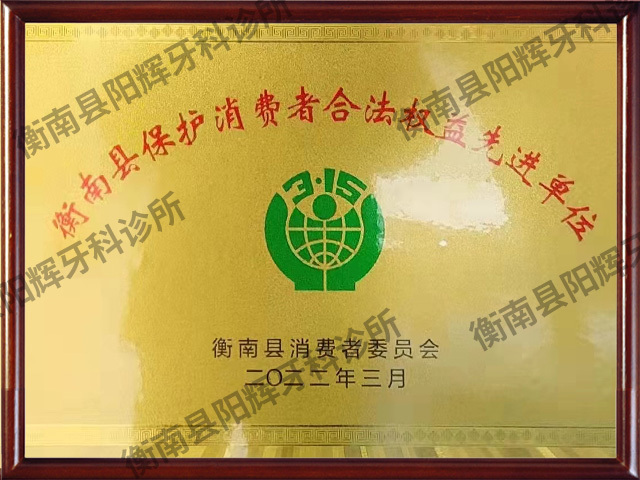 衡南县保护消费者合法权益先进单位
3·15
衡南县消费者委员会
二〇二二年三月
衡南县阳辉牙科诊所
衡南县阳辉牙科诊所
衡南县阳辉牙科诊所
衡南县阳辉牙科诊所
衡南县阳辉牙科诊所